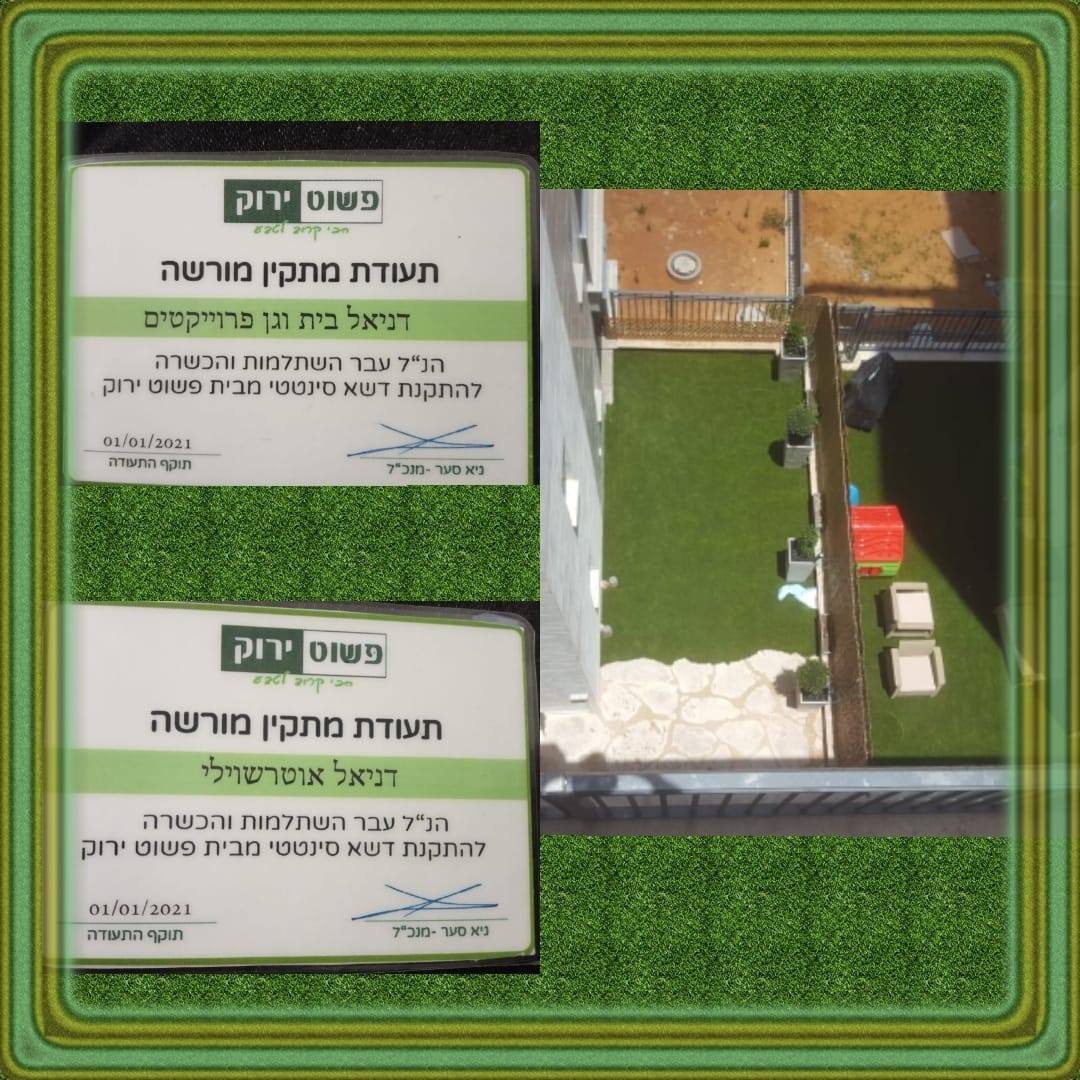 פשוט ירוק
הכי קרוב לטבע
תעודת מתקין מורשה
דניאל בית וגן פרוייקטים
הנ"ל עבר השתלמות והכשרה
להתקנת דשא סינטטי מבית פשוט ירוק
01/01/2021
תוקף התעודה
גיא סער -מנכ"ל
פשוט ירוק
הכי קרוב לטבע
תעודת מתקין מורשה
דניאל אוטרשוילי
הנ"ל עבר השתלמות והכשרה
להתקנת דשא סינטטי מבית פשוט ירוק
01/01/2021
תוקף התעודה
גיא סער -מנכ"ל